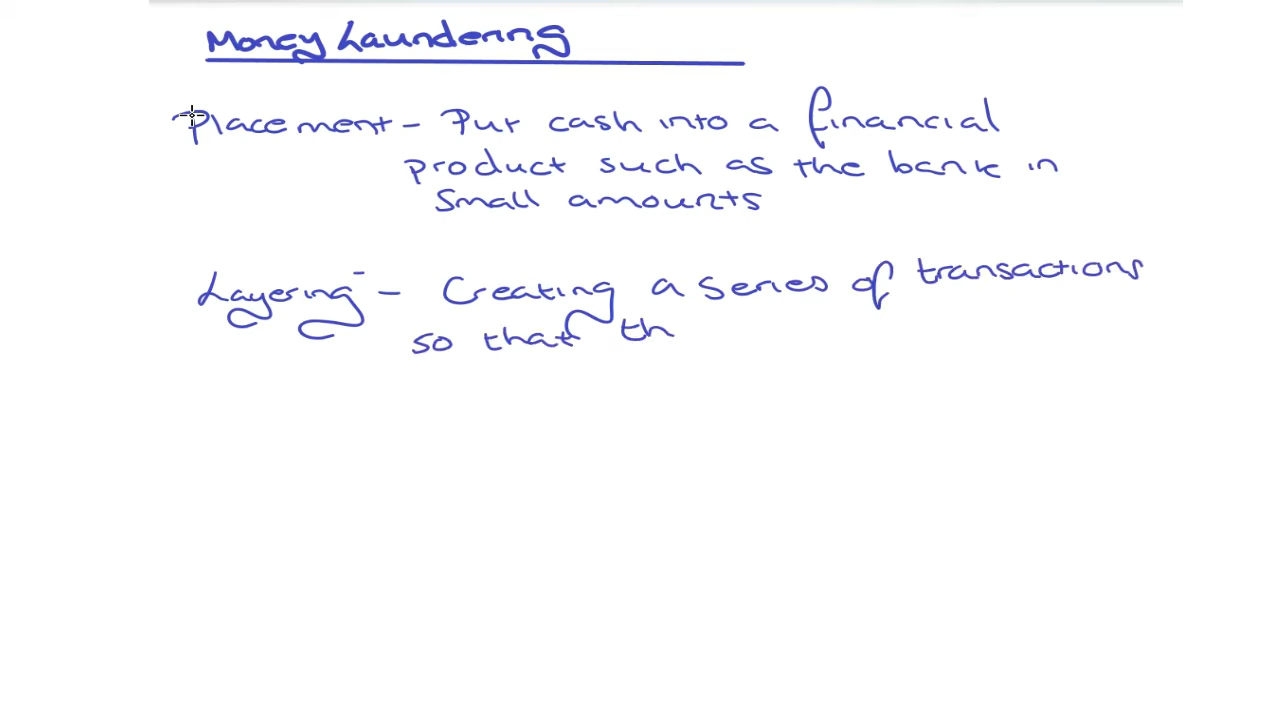 Money Laundering
Placement - Put cash into a financial
product such as the bank in
small amounts
Layering - Creating a series of transactions
so that th